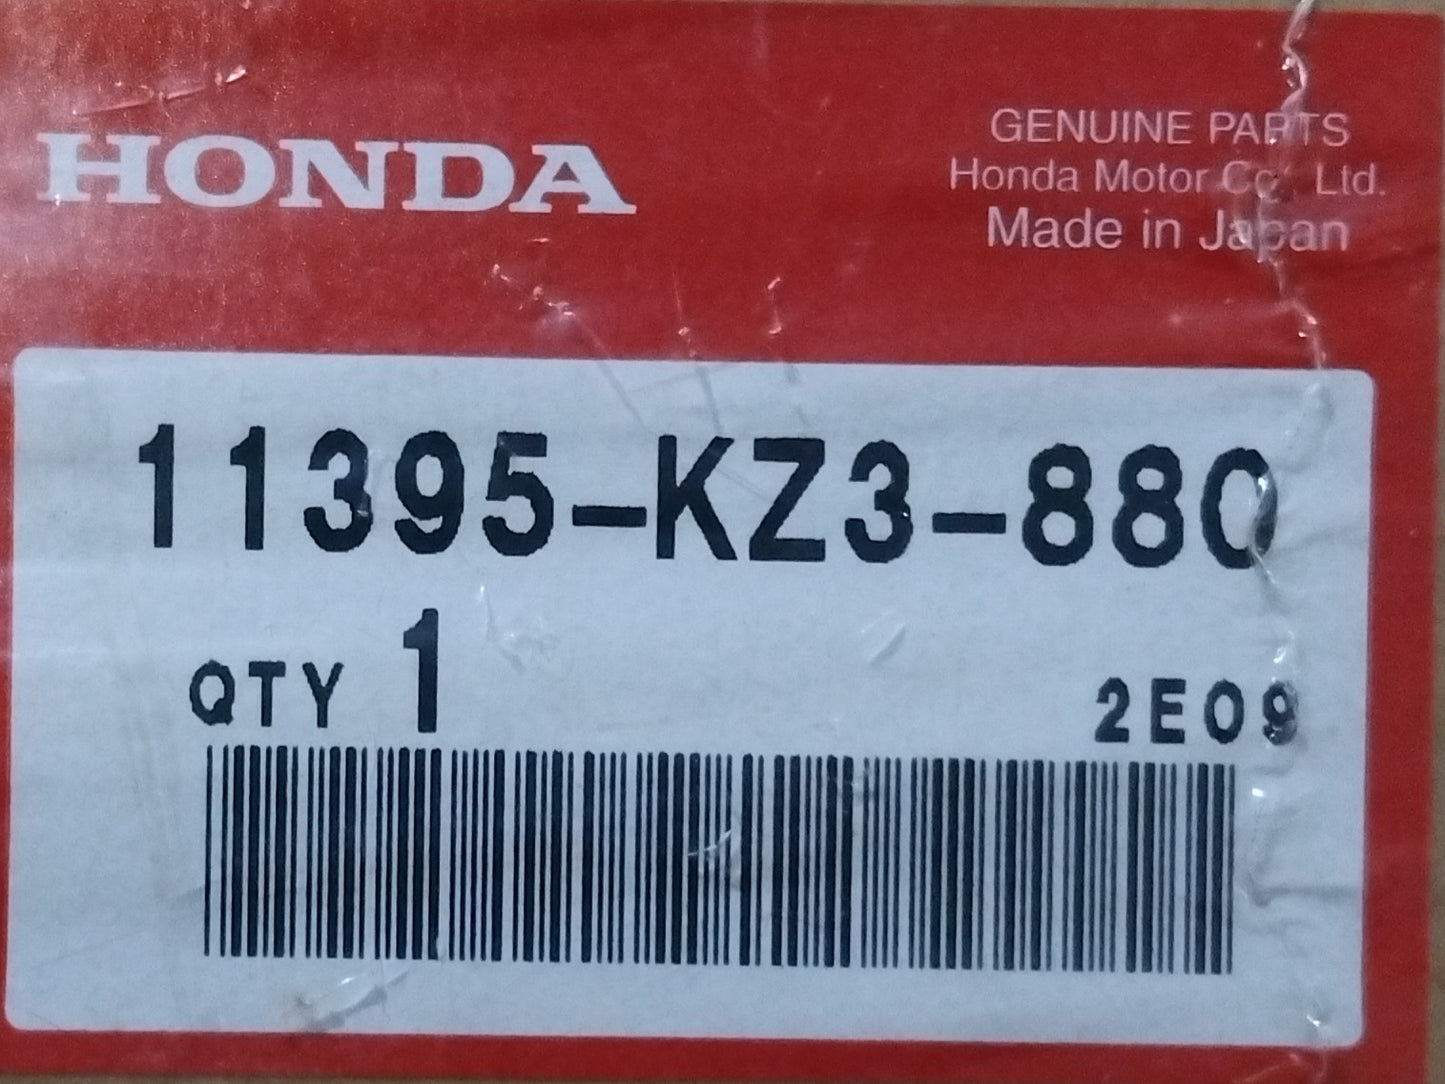 HONDA
GENUINE PARTS
Honda Motor Co., Ltd.
Made in Japan
11395-KZ3-880
QTY 1
2E09